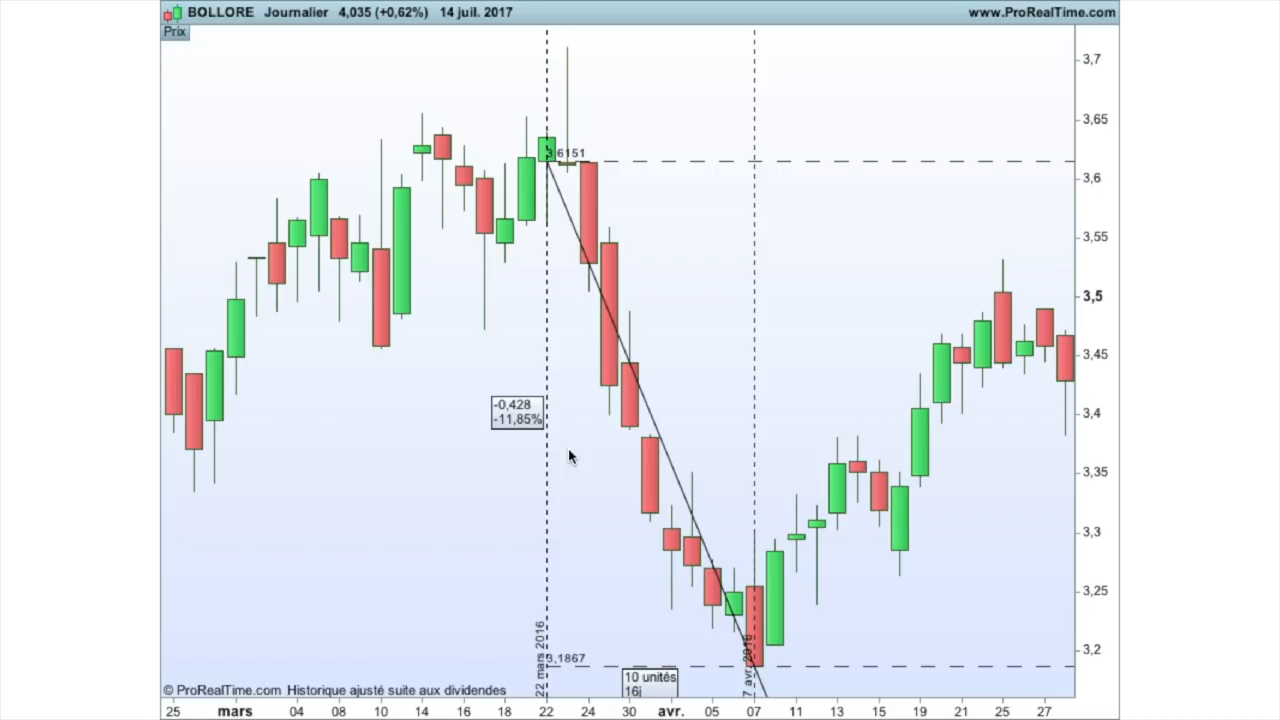 BOLLORE Journalier 4,035 (+0,62%) 14 juil. 2017 www.ProRealTime.com
Prix
3,7
3,65
3,6151
3,6
3,55
3,5
3,45
-0,428
-11,85%
3,4
3,35
3,3
3,25
3,2
22 mars 2016
3,1867
7 avr. 2016
10 unités
16j
© ProRealTime.com Historique ajusté suite aux dividendes
25 mars 04 08 10 14 16 18 22 24 30 avr. 05 07 11 13 15 19 21 25 27